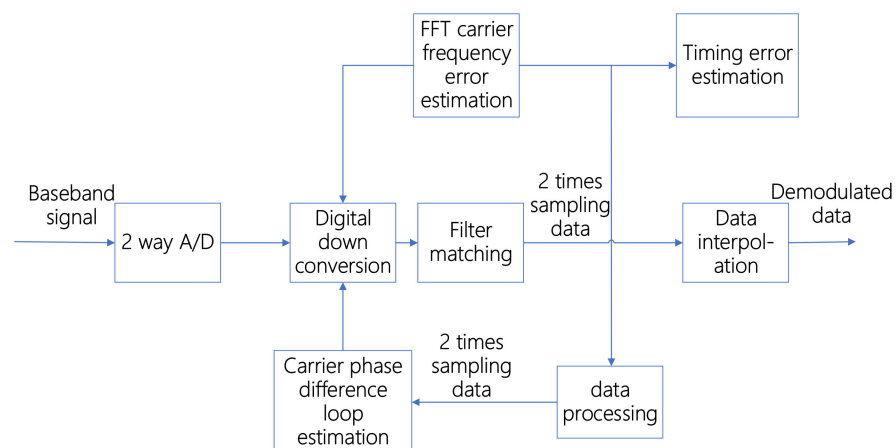 FFT carrier
frequency
error
estimation
Timing error
estimation
Baseband
signal
2 way A/D
Digital
down
conversion
Filter
matching
2 times
sampling
data
Data
interpol-
ation
Demodulated
data
Carrier phase
difference
loop
estimation
2 times
sampling
data
data
processing